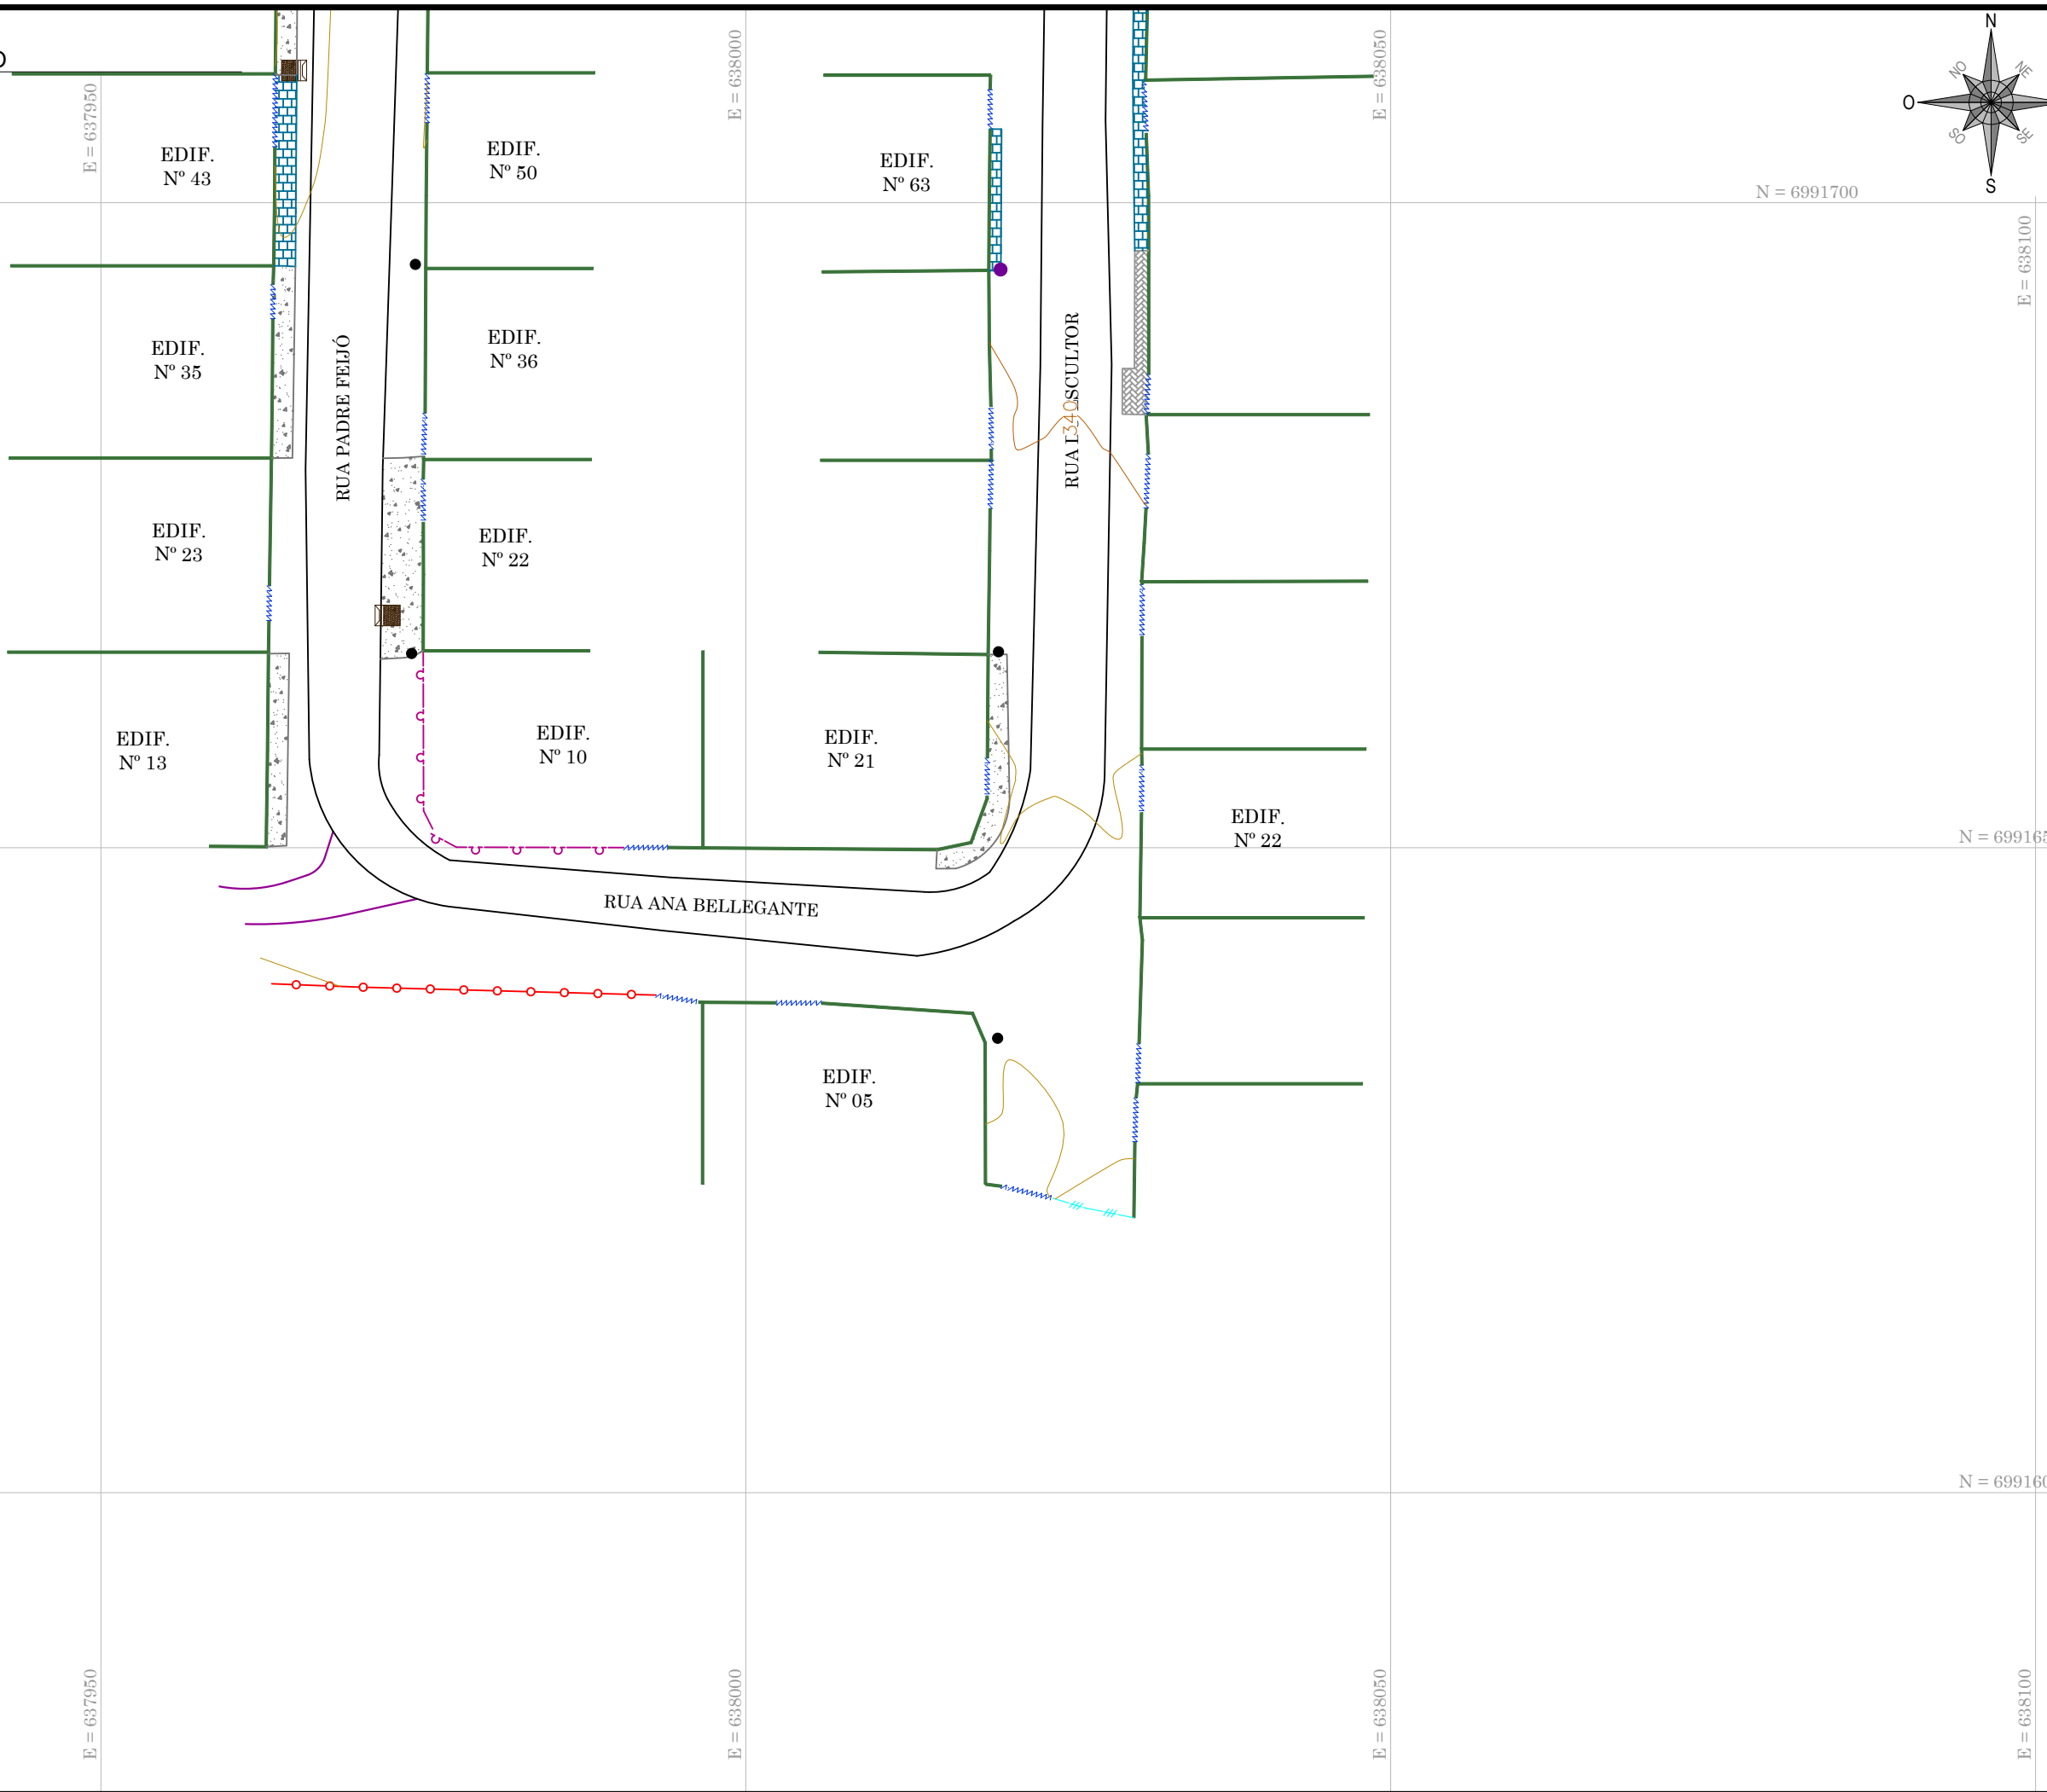 N
NO
NE
O
SO
SE
S
E = 637950
E = 638000
E = 638050
E = 638100
N = 6991700
EDIF.
Nº 43
EDIF.
Nº 50
EDIF.
Nº 63
EDIF.
Nº 35
EDIF.
Nº 36
RUA PADRE FEIJÓ
RUA
SCULTOR
340
EDIF.
Nº 23
EDIF.
Nº 22
EDIF.
Nº 13
EDIF.
Nº 10
EDIF.
Nº 21
EDIF.
Nº 22
N = 699165
RUA ANA BELLEGANTE
EDIF.
Nº 05
N = 699160
E = 637950
E = 638000
E = 638050
E = 638100